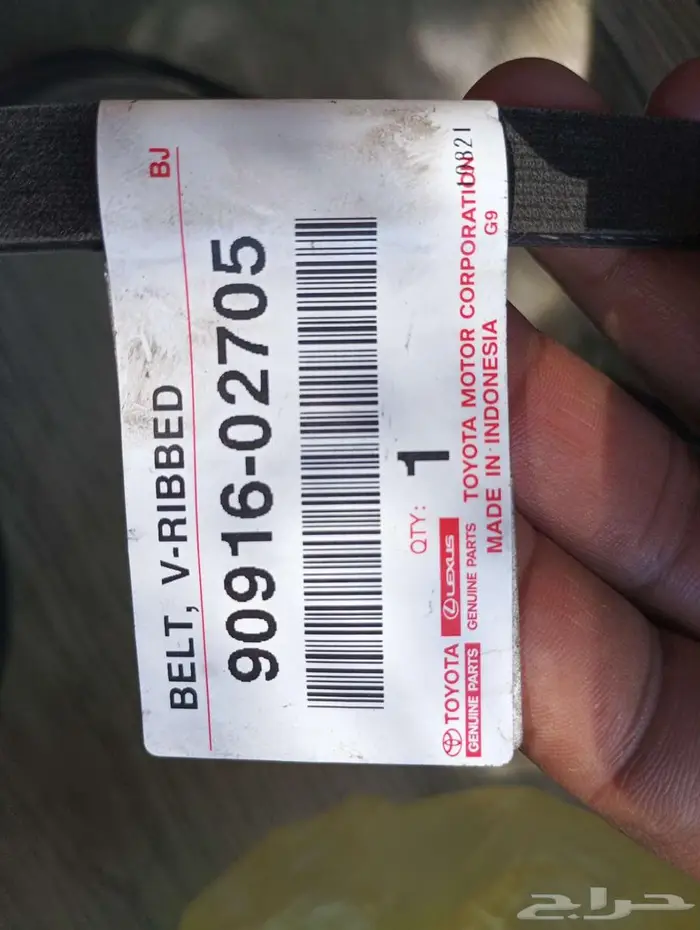 BELT, V-RIBBED BJ
90916-02705
QTY: 1
TOYOTA LEXUS
GENUINE PARTS GENUINE PARTS
TOYOTA MOTOR CORPORATION
MADE IN INDONESIA G9
حراج